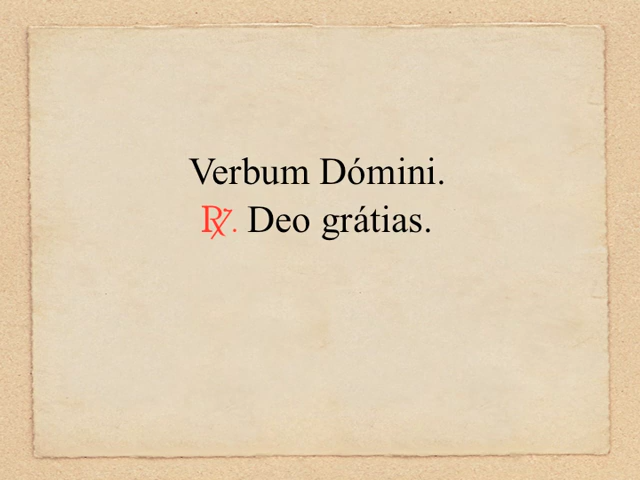 Verbum Dómini.
℟. Deo grátias.